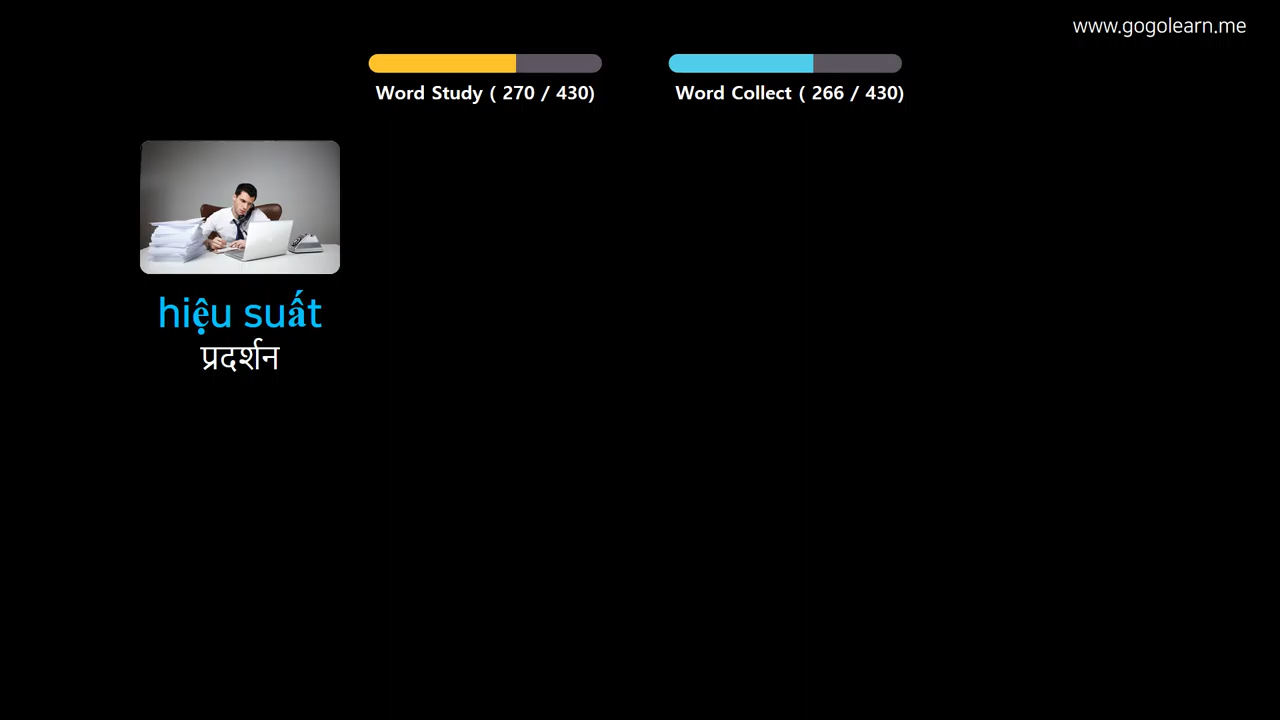 www.gogolearn.me
Word Study ( 270 / 430)
Word Collect ( 266 / 430)
hiệu suất
प्रदर्शन